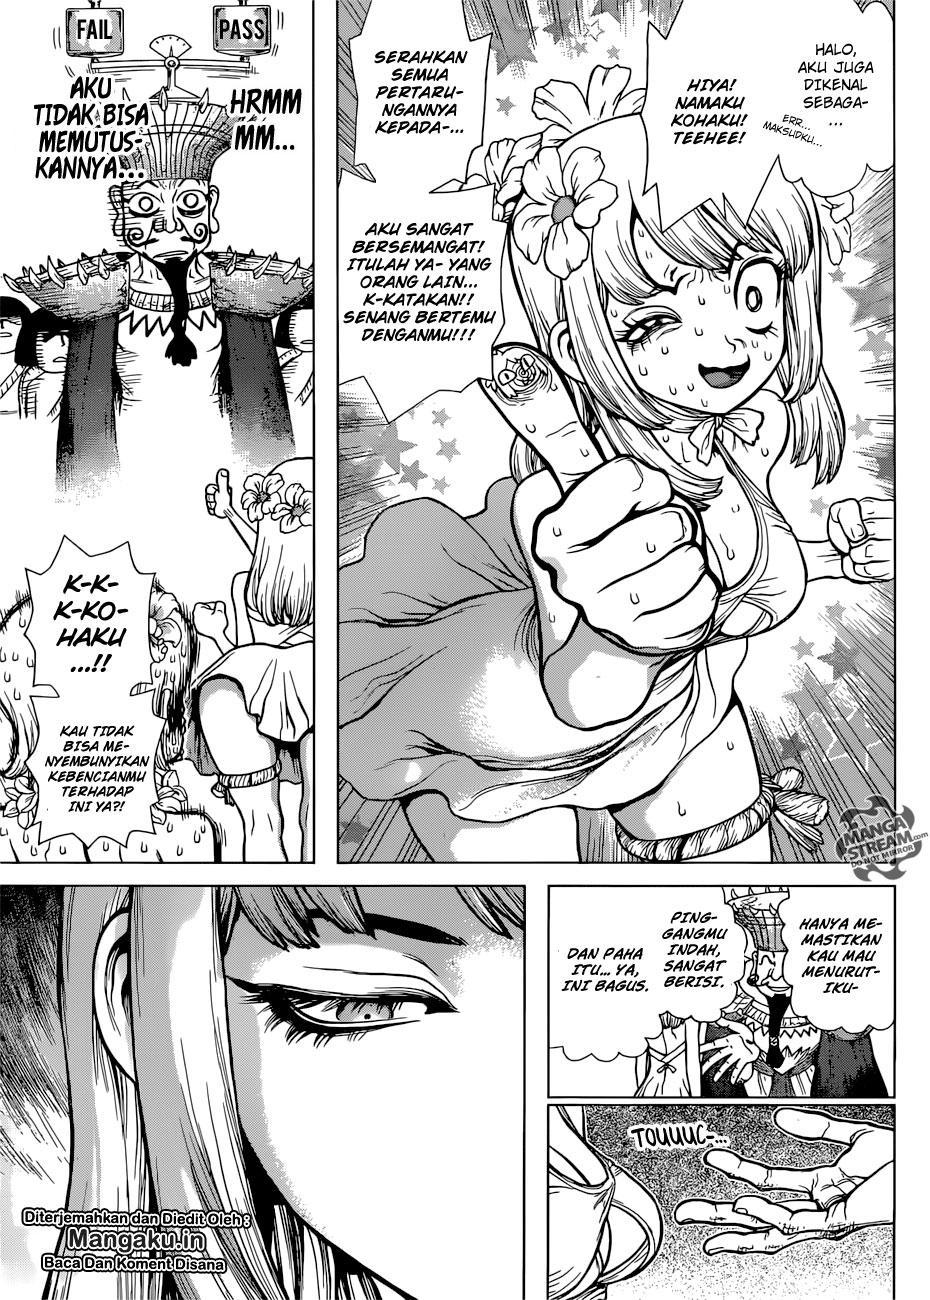 HALO,
AKU JUGA
DIKENAL
SEBAGA-
...
ERR...
MAKSUDKU...
HIYA!
NAMAKU
KOHAKU!
TEEHEE!
SERAHKAN
SEMUA
PERTARU-
NGANNYA
KEPADA-...
AKU SANGAT
BERSEMANGAT!
ITULAH YA- YANG
ORANG LAIN...
K-KATAKAN!!
SENANG BERTEMU
DENGANMU!!!
FAIL
PASS
HRMM
MM...
AKU
TIDAK BISA
MEMUTUS-
KANNYA...
K-K-
K-KO-
HAKU
...!!
KAU TIDAK
BISA ME-
NYEMBUNYIKAN
KEBENCIANMU
TERHADAP
INI YA?!
MANGA
STREAM.com
DO NOT MIRROR
HANYA ME-
MASTIKAN
KAU MAU
MENURUT-
IKU-
PING-
GANGMU
INDAH,
SANGAT
BERISI.
DAN PAHA
ITU... YA,
INI BAGUS.
TOUUUC-...
Diterjemahkan dan Diedit Oleh :
Mangaku.in
Baca Dan Koment Disana